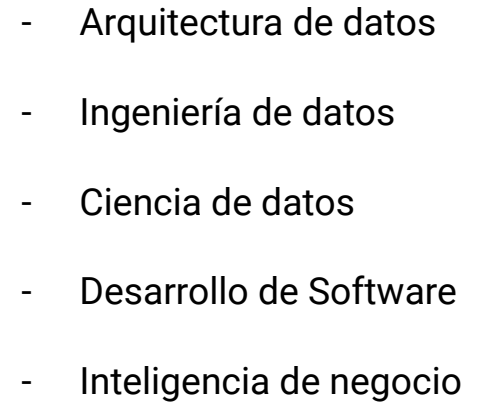 - Arquitectura de datos
- Ingeniería de datos
- Ciencia de datos
- Desarrollo de Software
- Inteligencia de negocio